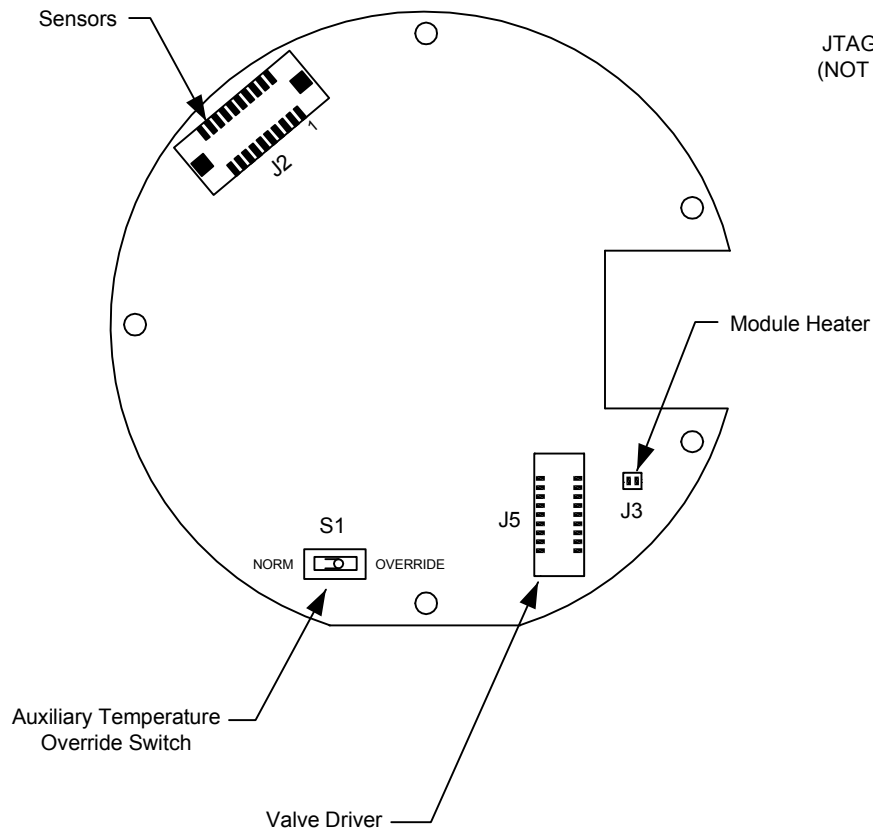 Sensors
JTAG
(NOT
1
J2
Module Heater
J5
J3
S1
NORM
OVERRIDE
Auxiliary Temperature
Override Switch
Valve Driver